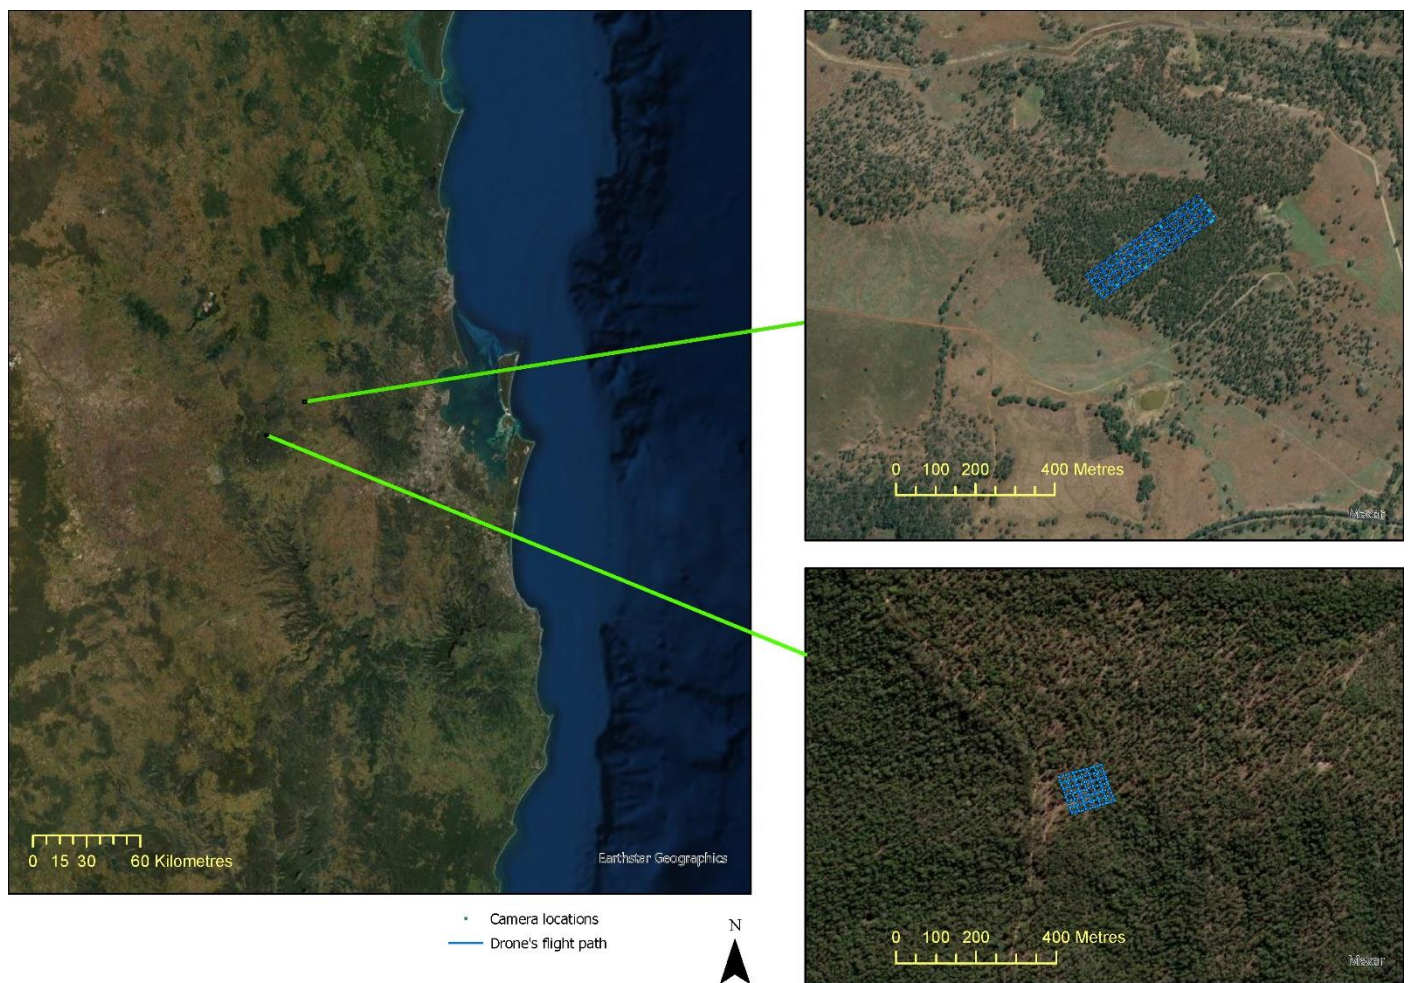 0 100 200 400 Metres
Maxar
0 15 30 60 Kilometres
Earthstar Geographics
Camera locations
Drone's flight path
N
0 100 200 400 Metres
Maxar